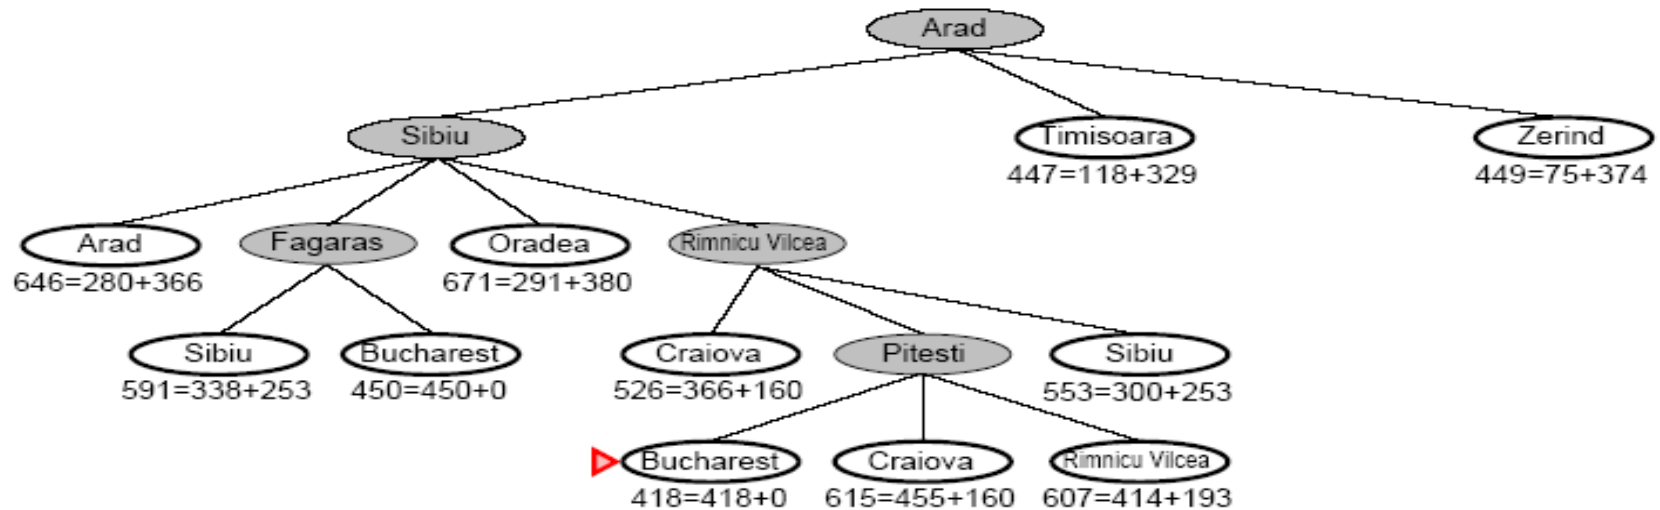 Arad
Sibiu
Timisoara
Zerind
447=118+329
449=75+374
Arad
Fagaras
Oradea
Rimnicu Vilcea
646=280+366
671=291+380
Sibiu
Bucharest
Craiova
Pitesti
Sibiu
591=338+253
450=450+0
526=366+160
553=300+253
Bucharest
Craiova
Rimnicu Vilcea
418=418+0
615=455+160
607=414+193